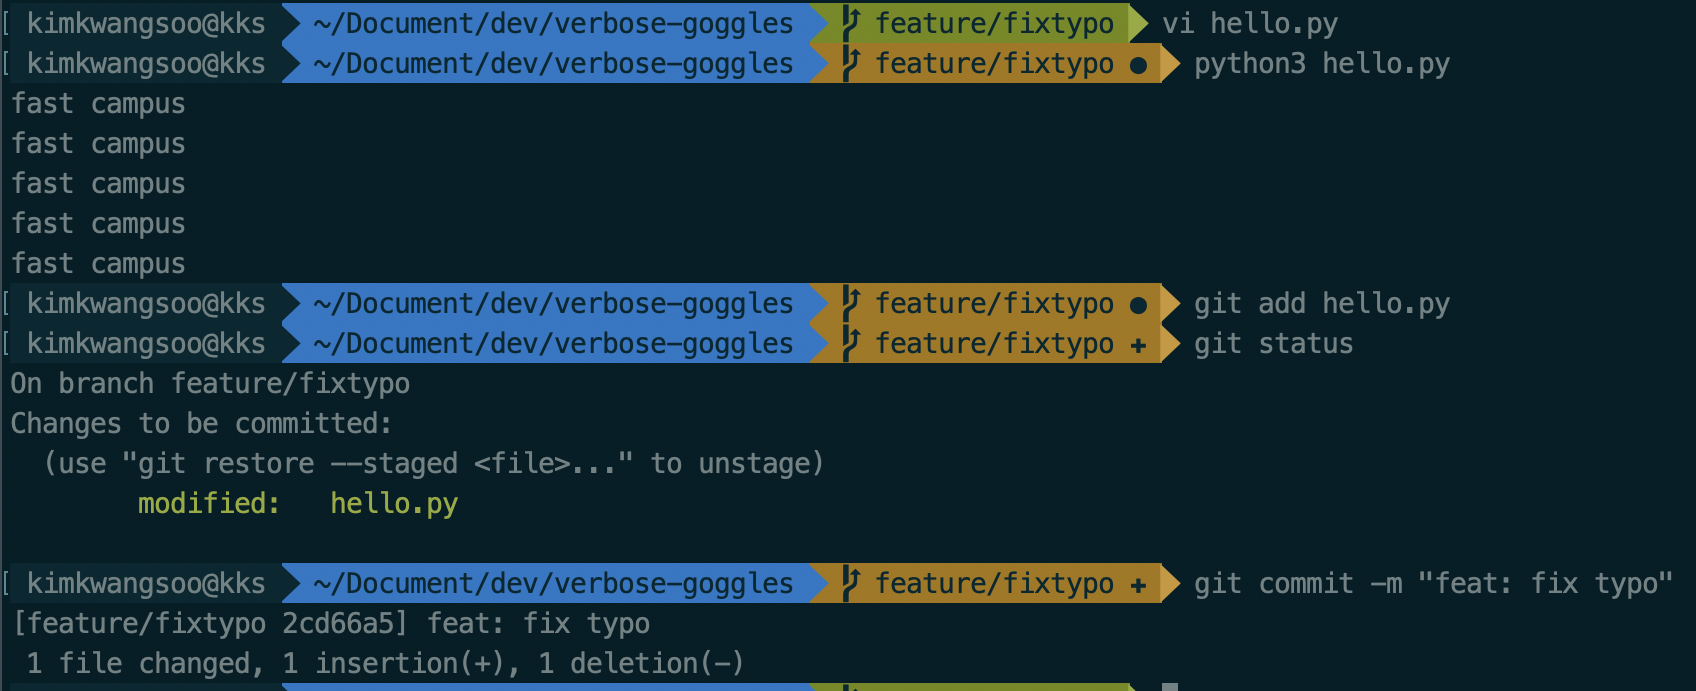 kimkwangsoo@kks ~/Document/dev/verbose-goggles feature/fixtypo vi hello.py
kimkwangsoo@kks ~/Document/dev/verbose-goggles feature/fixtypo ● python3 hello.py
fast campus
fast campus
fast campus
fast campus
fast campus
kimkwangsoo@kks ~/Document/dev/verbose-goggles feature/fixtypo ● git add hello.py
kimkwangsoo@kks ~/Document/dev/verbose-goggles feature/fixtypo + git status
On branch feature/fixtypo
Changes to be committed:
  (use "git restore --staged <file>..." to unstage)
        modified:   hello.py
kimkwangsoo@kks ~/Document/dev/verbose-goggles feature/fixtypo + git commit -m "feat: fix typo"
[feature/fixtypo 2cd66a5] feat: fix typo
 1 file changed, 1 insertion(+), 1 deletion(-)